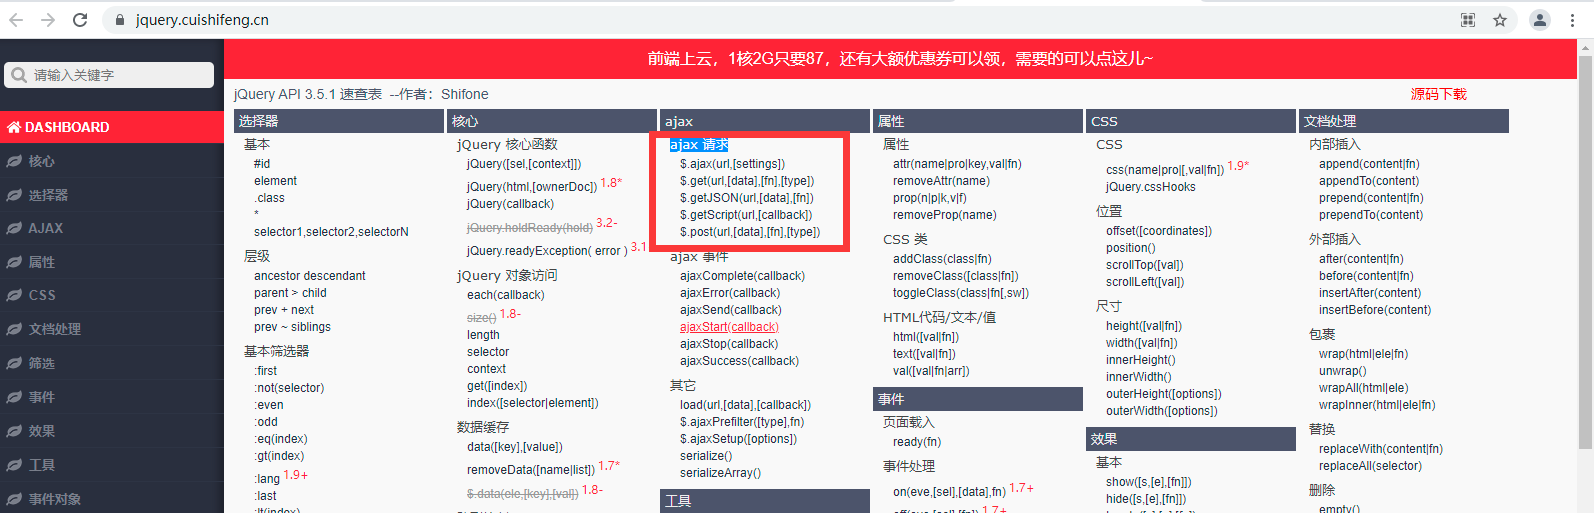 jquery.cuishifeng.cn
前端上云，1核2G只要87，还有大额优惠券可以领，需要的可以点这儿~
请输入关键字
DASHBOARD
核心
选择器
AJAX
属性
CSS
文档处理
筛选
事件
效果
工具
事件对象
jQuery API 3.5.1 速查表 --作者：Shifone
源码下载
选择器
基本
#id
element
.class
*
selector1,selector2,selectorN
层级
ancestor descendant
parent > child
prev + next
prev ~ siblings
基本筛选器
:first
:not(selector)
:even
:odd
:eq(index)
:gt(index)
:lang 1.9+
:last
:lt(index)
核心
jQuery 核心函数
jQuery([sel,[context]])
jQuery(html,[ownerDoc]) 1.8*
jQuery(callback)
jQuery.holdReady(hold) 3.2-
jQuery.readyException( error ) 3.1
jQuery 对象访问
each(callback)
size() 1.8-
length
selector
context
get([index])
index([selector|element])
数据缓存
data([key],[value])
removeData([name|list]) 1.7*
$.data(ele,[key],[val]) 1.8-
ajax
ajax 请求
$.ajax(url,[settings])
$.get(url,[data],[fn],[type])
$.getJSON(url,[data],[fn])
$.getScript(url,[callback])
$.post(url,[data],[fn],[type])
ajax 事件
ajaxComplete(callback)
ajaxError(callback)
ajaxSend(callback)
ajaxStart(callback)
ajaxStop(callback)
ajaxSuccess(callback)
其它
load(url,[data],[callback])
$.ajaxPrefilter([type],fn)
$.ajaxSetup([options])
serialize()
serializeArray()
工具
属性
属性
attr(name|pro|key,val|fn)
removeAttr(name)
prop(n|p|k,v|f)
removeProp(name)
CSS 类
addClass(class|fn)
removeClass([class|fn])
toggleClass(class|fn[,sw])
HTML代码/文本/值
html([val|fn])
text([val|fn])
val([val|fn|arr])
事件
页面载入
ready(fn)
事件处理
on(eve,[sel],[data],fn) 1.7+
off(eve,[sel],[fn]) 1.7+
CSS
CSS
css(name|pro|[,val|fn]) 1.9*
jQuery.cssHooks
位置
offset([coordinates])
position()
scrollTop([val])
scrollLeft([val])
尺寸
height([val|fn])
width([val|fn])
innerHeight()
innerWidth()
outerHeight([options])
outerWidth([options])
效果
基本
show([s,[e],[fn]])
hide([s,[e],[fn]])
文档处理
内部插入
append(content|fn)
appendTo(content)
prepend(content|fn)
prependTo(content)
外部插入
after(content|fn)
before(content|fn)
insertAfter(content)
insertBefore(content)
包裹
wrap(html|ele|fn)
unwrap()
wrapAll(html|ele)
wrapInner(html|ele|fn)
替换
replaceWith(content|fn)
replaceAll(selector)
删除
empty()